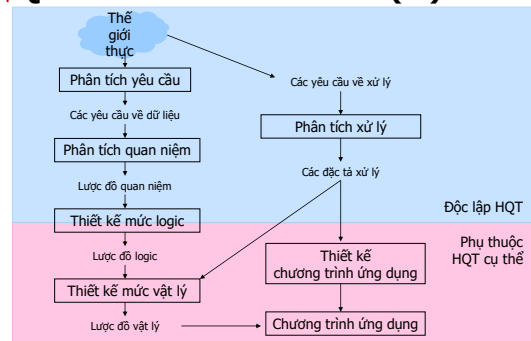 Thế
giới
thực
Phân tích yêu cầu
Các yêu cầu về xử lý
Các yêu cầu về dữ liệu
Phân tích xử lý
Phân tích quan niệm
Các đặc tả xử lý
Lược đồ quan niệm
Độc lập HQT
Thiết kế mức logic
Phụ thuộc
HQT cụ thể
Lược đồ logic
Thiết kế
chương trình ứng dụng
Thiết kế mức vật lý
Lược đồ vật lý
Chương trình ứng dụng